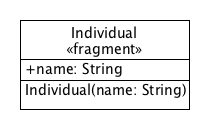 Individual
«fragment»
+name: String
Individual(name: String)